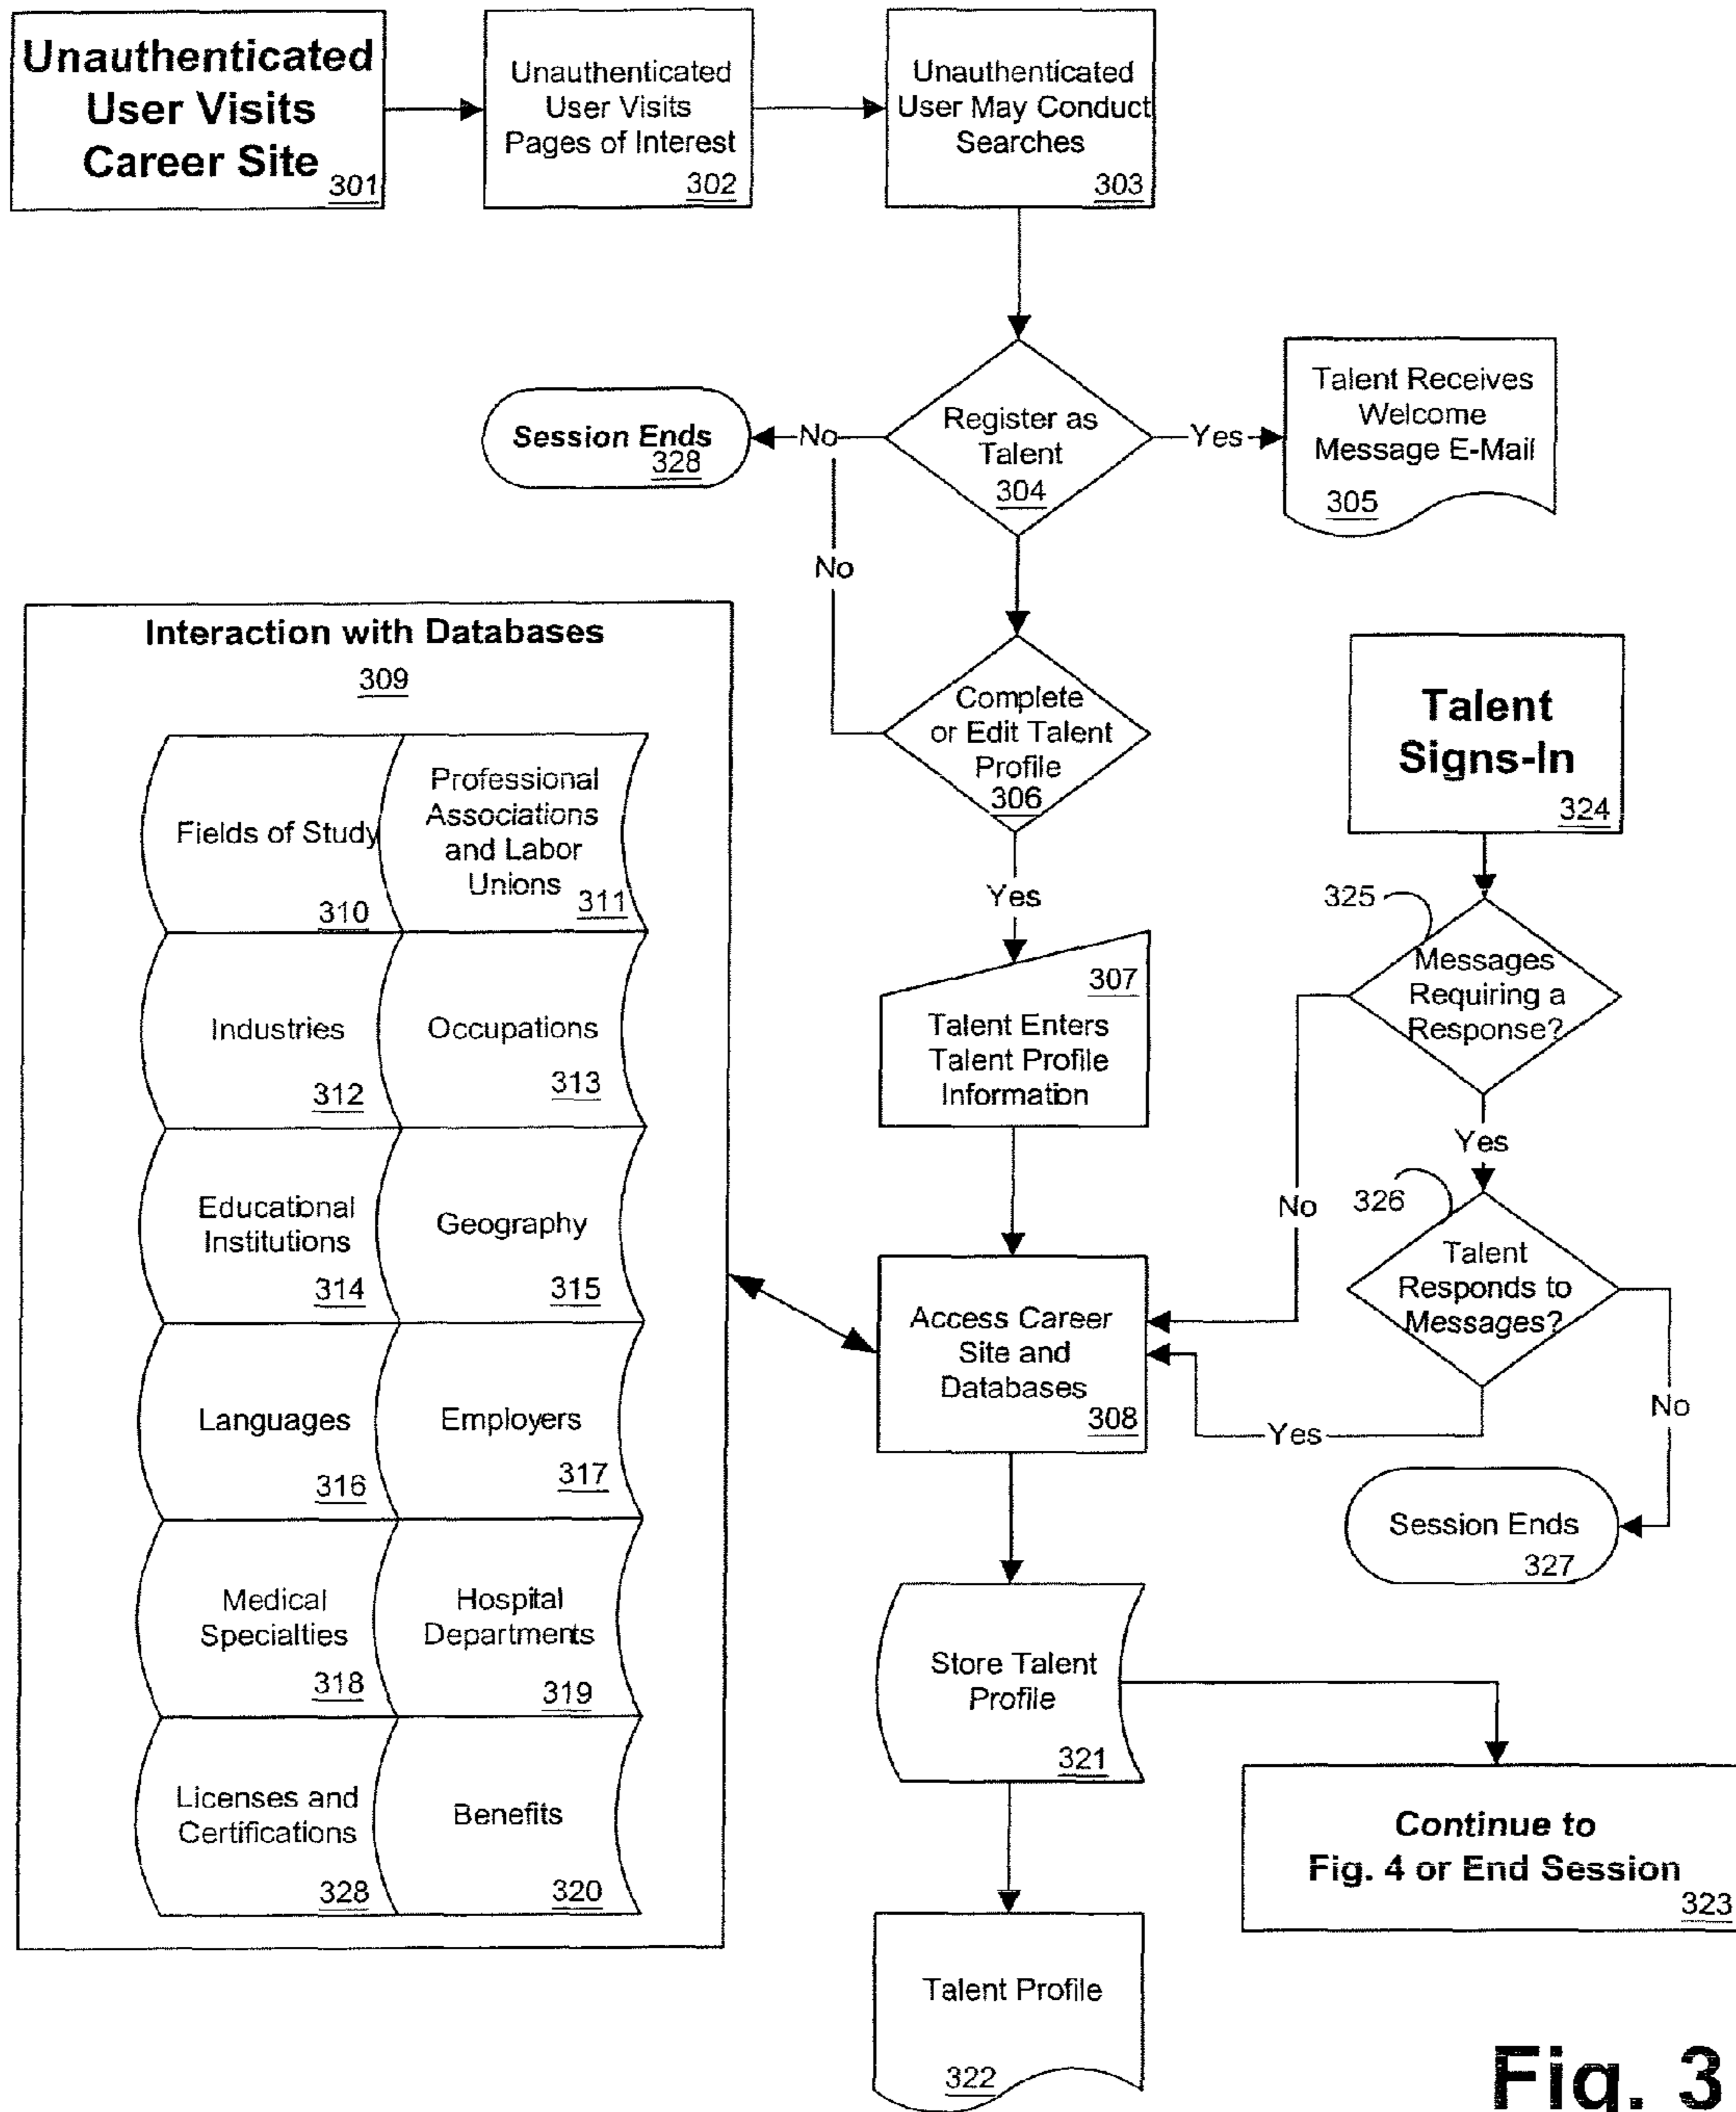 Unauthenticated
User Visits
Career Site
301
Unauthenticated
User Visits
Pages of Interest
302
Unauthenticated
User May Conduct
Searches
303
Register as
Talent
304
No
Session Ends
328
Yes
Talent Receives
Welcome
Message E-Mail
305
No
Complete
or Edit Talent
Profile
306
Yes
307
Talent Enters
Talent Profile
Information
Interaction with Databases
309
Fields of Study
310
Professional
Associations
and Labor
Unions
311
Industries
312
Occupations
313
Educational
Institutions
314
Geography
315
Languages
316
Employers
317
Medical
Specialties
318
Hospital
Departments
319
Licenses and
Certifications
328
Benefits
320
Access Career
Site and
Databases
308
Talent
Signs-In
324
325
Messages
Requiring a
Response?
No
Yes
326
Talent
Responds to
Messages?
Yes
No
Session Ends
327
Store Talent
Profile
321
Continue to
Fig. 4 or End Session
323
Talent Profile
322
Fig. 3